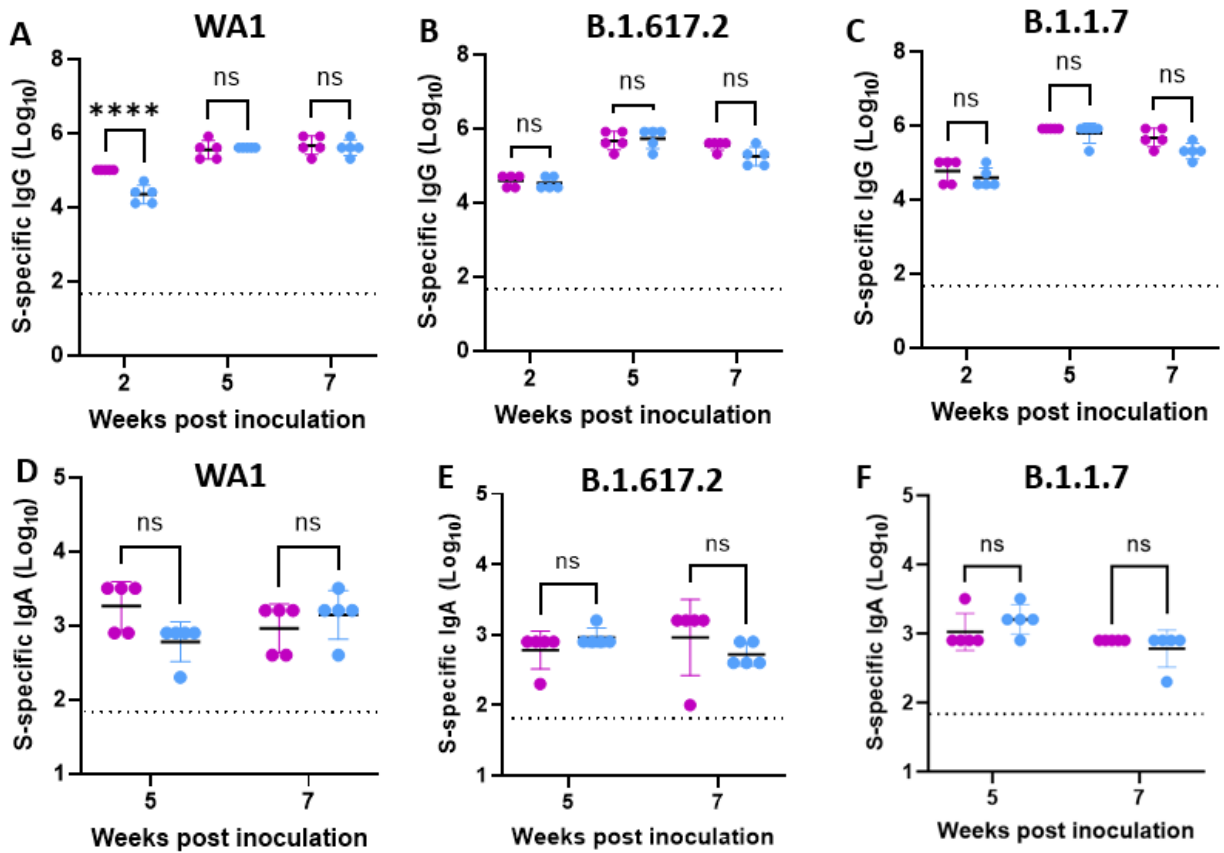 A
WA1
S-specific IgG (Log10)
8
6
4
2
0
****
ns
ns
2
5
7
Weeks post inoculation
B
B.1.617.2
S-specific IgG (Log10)
8
6
4
2
0
ns
ns
ns
2
5
7
Weeks post inoculation
C
B.1.1.7
S-specific IgG (Log10)
8
6
4
2
0
ns
ns
ns
2
5
7
Weeks post inoculation
D
WA1
S-specific IgA (Log10)
5
4
3
2
1
ns
ns
5
7
Weeks post inoculation
E
B.1.617.2
S-specific IgA (Log10)
5
4
3
2
1
ns
ns
5
7
Weeks post inoculation
F
B.1.1.7
S-specific IgA (Log10)
5
4
3
2
1
ns
ns
5
7
Weeks post inoculation